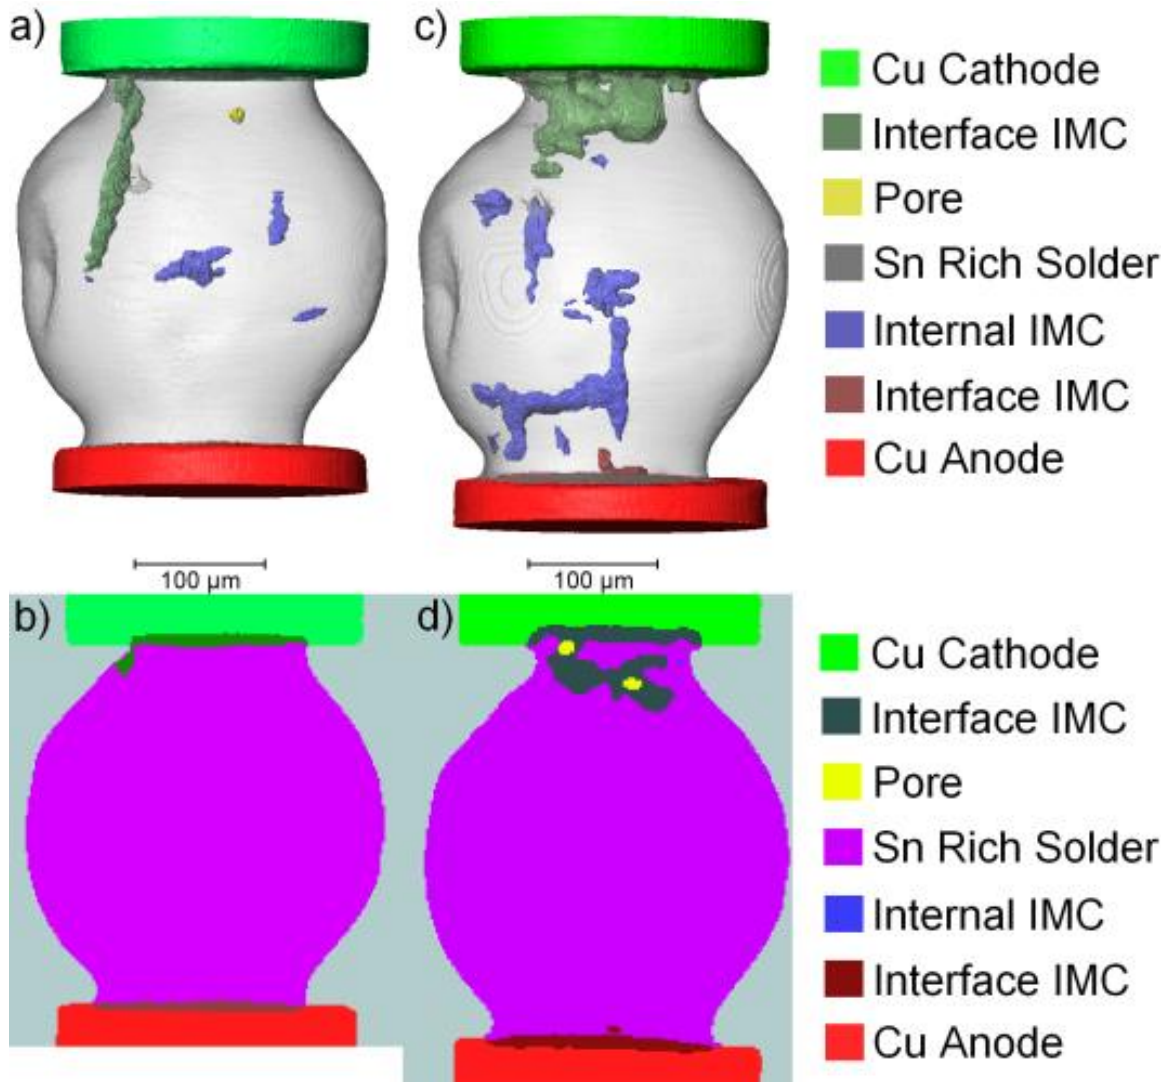 a)
c)
Cu Cathode
Interface IMC
Pore
Sn Rich Solder
Internal IMC
Interface IMC
Cu Anode
100 µm
100 µm
b)
d)
Cu Cathode
Interface IMC
Pore
Sn Rich Solder
Internal IMC
Interface IMC
Cu Anode